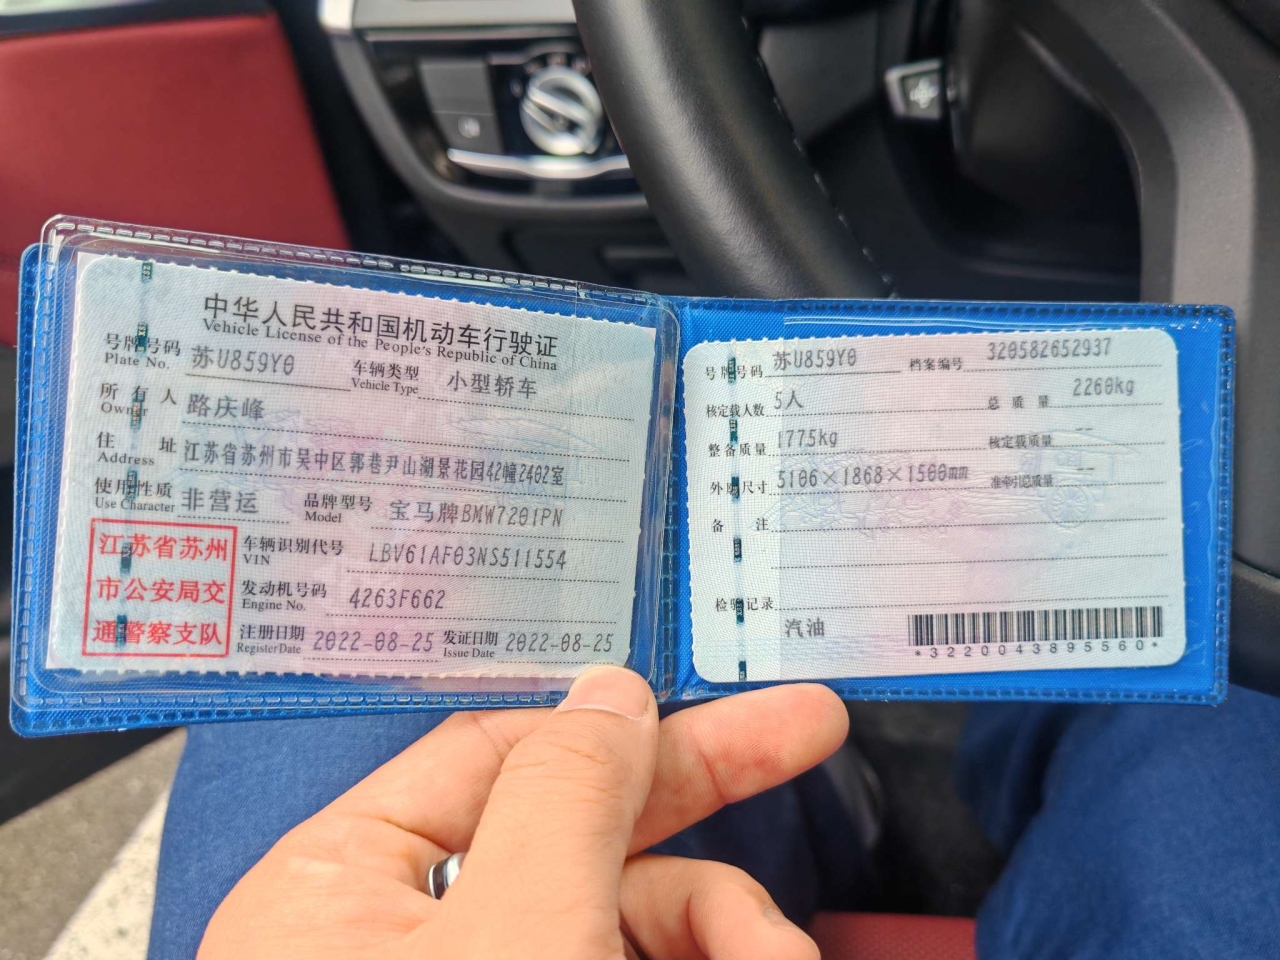 中华人民共和国机动车行驶证
Vehicle License of the People's Republic of China
号牌号码 苏U859Y0 车辆类型 小型轿车
Plate No. Vehicle Type
所有人 路庆峰
Owner
住址 江苏省苏州市吴中区郭巷尹山湖景花园42幢2402室
Address
使用性质 非营运 品牌型号 宝马牌BMW7201PN
Use Character Model
江苏省苏州
市公安局交
通警察支队
车辆识别代号 LBV61AF03NS511554
VIN
发动机号码 4263F662
Engine No.
注册日期 2022-08-25 发证日期 2022-08-25
Register Date Issue Date
号牌号码 苏U859Y0 档案编号 320582652937
核定载人数 5人 总质量 2260kg
整备质量 1775kg 核定载质量 --
外廓尺寸 5106×1868×1500mm 准牵引总质量 --
备注
检验记录
汽油
*3220043895560*